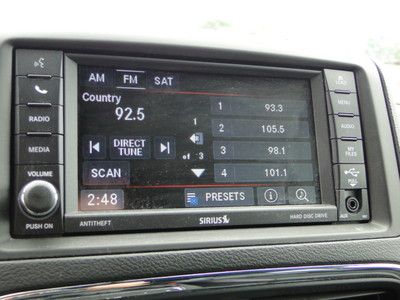 AM FM SAT
Country
92.5
1 93.3
2 105.5
3 98.1
4 101.1
1
of 3
DIRECT
TUNE
SCAN
2:48
PRESETS
RADIO
MEDIA
VOLUME
PUSH ON
MENU
AUDIO
MY
FILES
PULL
AUX
ANTITHEFT
SIRIUS
HARD DISC DRIVE